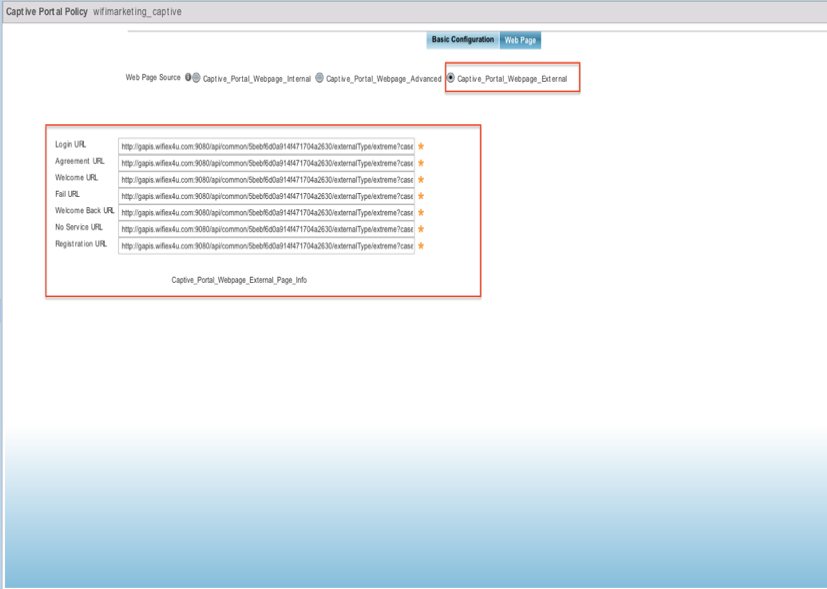 Captive Portal Policy wifimarketing_captive
Basic Configuration Web Page
Web Page Source Captive_Portal_Webpage_Internal Captive_Portal_Webpage_Advanced Captive_Portal_Webpage_External
Login URL http://gapis.wifiex4u.com:9080/api/common/5bebf6d0a914f471704a2630/externalType/extreme?case *
Agreement URL http://gapis.wifiex4u.com:9080/api/common/5bebf6d0a914f471704a2630/externalType/extreme?case *
Welcome URL http://gapis.wifiex4u.com:9080/api/common/5bebf6d0a914f471704a2630/externalType/extreme?case *
Fail URL http://gapis.wifiex4u.com:9080/api/common/5bebf6d0a914f471704a2630/externalType/extreme?case *
Welcome Back URL http://gapis.wifiex4u.com:9080/api/common/5bebf6d0a914f471704a2630/externalType/extreme?case *
No Service URL http://gapis.wifiex4u.com:9080/api/common/5bebf6d0a914f471704a2630/externalType/extreme?case *
Registration URL http://gapis.wifiex4u.com:9080/api/common/5bebf6d0a914f471704a2630/externalType/extreme?case *
Captive_Portal_Webpage_External_Page_Info